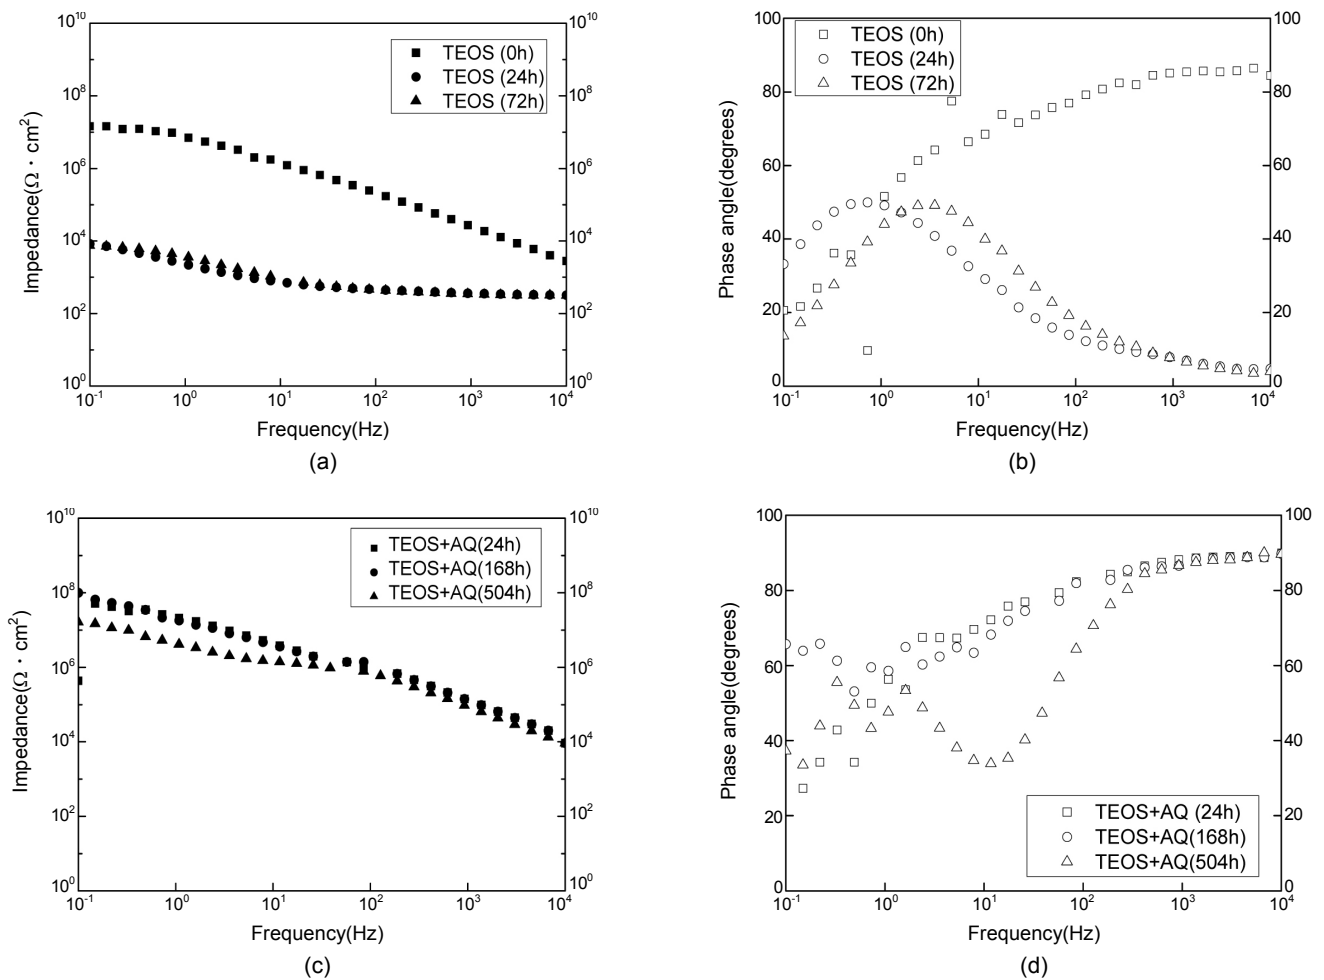 10^10
10^8
10^6
10^4
10^2
10^0
10^10
10^8
10^6
10^4
10^2
10^0
Impedance(Ω · cm^2)
TEOS (0h)
TEOS (24h)
TEOS (72h)
10^-1 10^0 10^1 10^2 10^3 10^4
Frequency(Hz)
(a)
100
80
60
40
20
0
100
80
60
40
20
0
Phase angle(degrees)
TEOS (0h)
TEOS (24h)
TEOS (72h)
10^-1 10^0 10^1 10^2 10^3 10^4
Frequency(Hz)
(b)
10^10
10^8
10^6
10^4
10^2
10^0
10^10
10^8
10^6
10^4
10^2
10^0
Impedance(Ω · cm^2)
TEOS+AQ(24h)
TEOS+AQ(168h)
TEOS+AQ(504h)
10^-1 10^0 10^1 10^2 10^3 10^4
Frequency(Hz)
(c)
100
80
60
40
20
0
100
80
60
40
20
0
Phase angle(degrees)
TEOS+AQ (24h)
TEOS+AQ(168h)
TEOS+AQ(504h)
10^-1 10^0 10^1 10^2 10^3 10^4
Frequency(Hz)
(d)